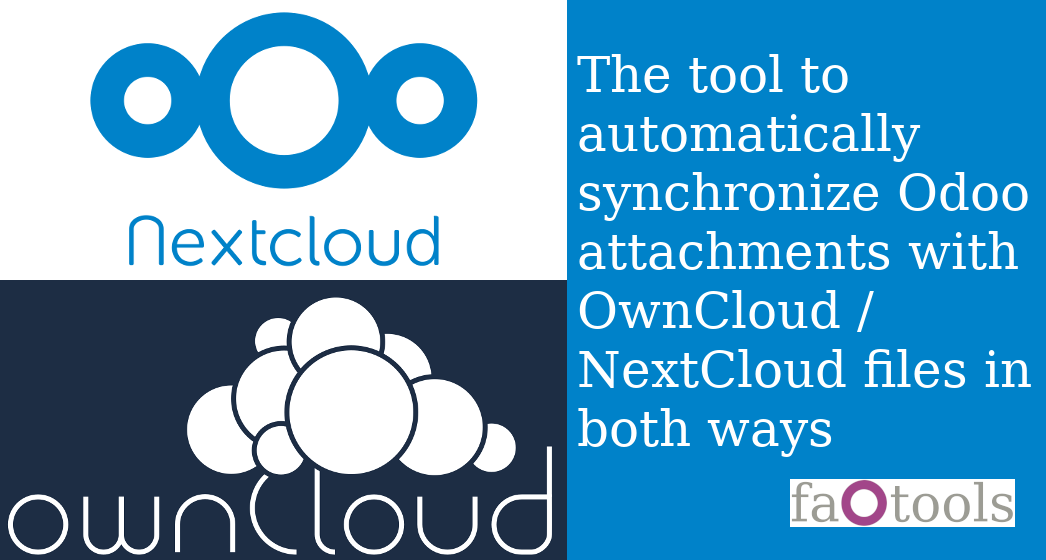 Nextcloud
ownCloud
The tool to
automatically
synchronize Odoo
attachments with
OwnCloud /
NextCloud files in
both ways
faOtools